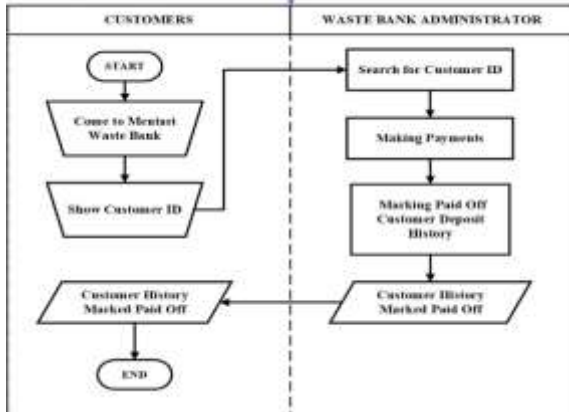 CUSTOMERS
WASTE BANK ADMINISTRATOR
START
Come to Mentari
Waste Bank
Show Customer ID
Search for Customer ID
Making Payments
Marking Paid Off
Customer Deposit
History
Customer History
Marked Paid Off
Customer History
Marked Paid Off
END